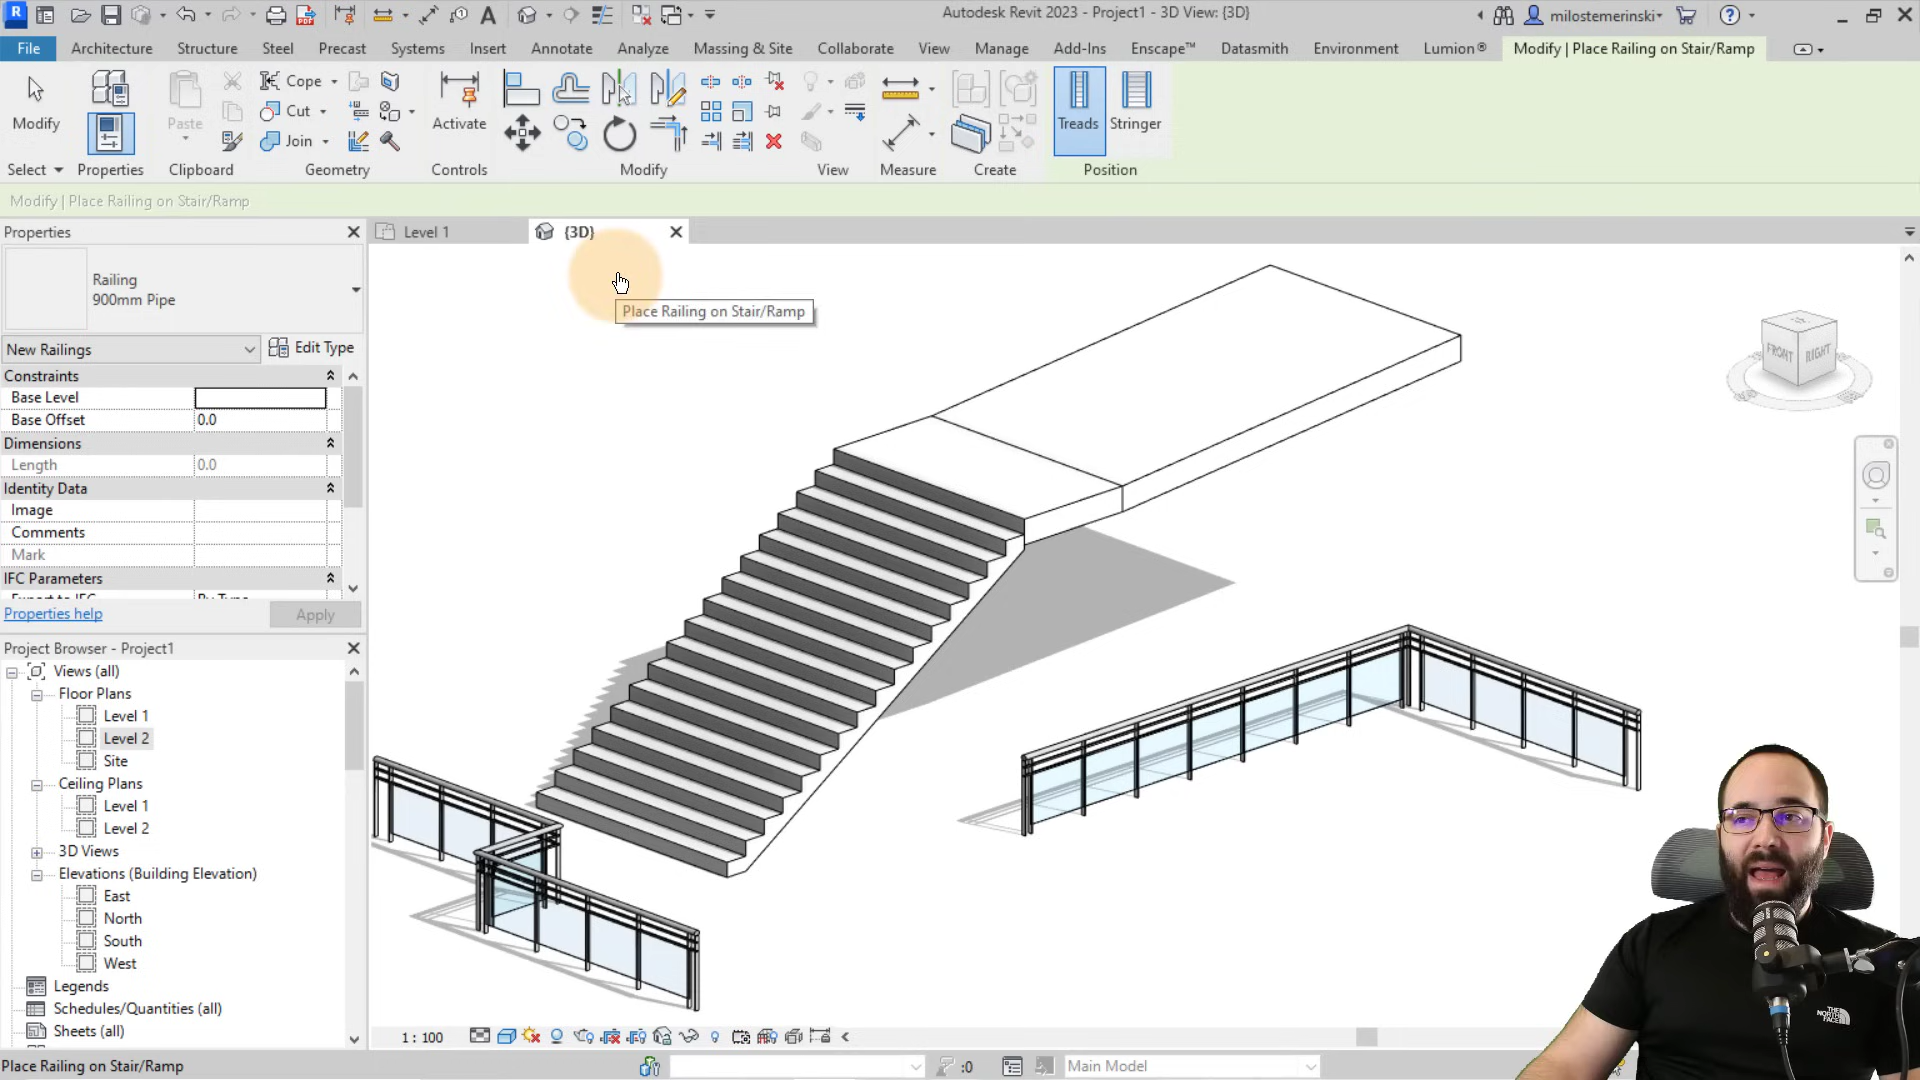 Autodesk Revit 2023 - Project1 - 3D View: {3D}
milostemerinski
File Architecture Structure Steel Precast Systems Insert Annotate Analyze Massing & Site Collaborate View Manage Add-Ins Enscape™ Datasmith Environment Lumion® Modify | Place Railing on Stair/Ramp
Modify
Paste
Cope
Cut
Join
Activate
Treads
Stringer
Select
Properties
Clipboard
Geometry
Controls
Modify
View
Measure
Create
Position
Modify | Place Railing on Stair/Ramp
Properties
Level 1
{3D}
Railing
900mm Pipe
Place Railing on Stair/Ramp
New Railings
Edit Type
Constraints
Base Level
Base Offset 0.0
Dimensions
Length 0.0
Identity Data
Image
Comments
Mark
IFC Parameters
Properties help
Apply
FRONT
RIGHT
Project Browser - Project1
Views (all)
Floor Plans
Level 1
Level 2
Site
Ceiling Plans
Level 1
Level 2
3D Views
Elevations (Building Elevation)
East
North
South
West
Legends
Schedules/Quantities (all)
Sheets (all)
1 : 100
Place Railing on Stair/Ramp
:0
Main Model
THE
NORTH
FACE